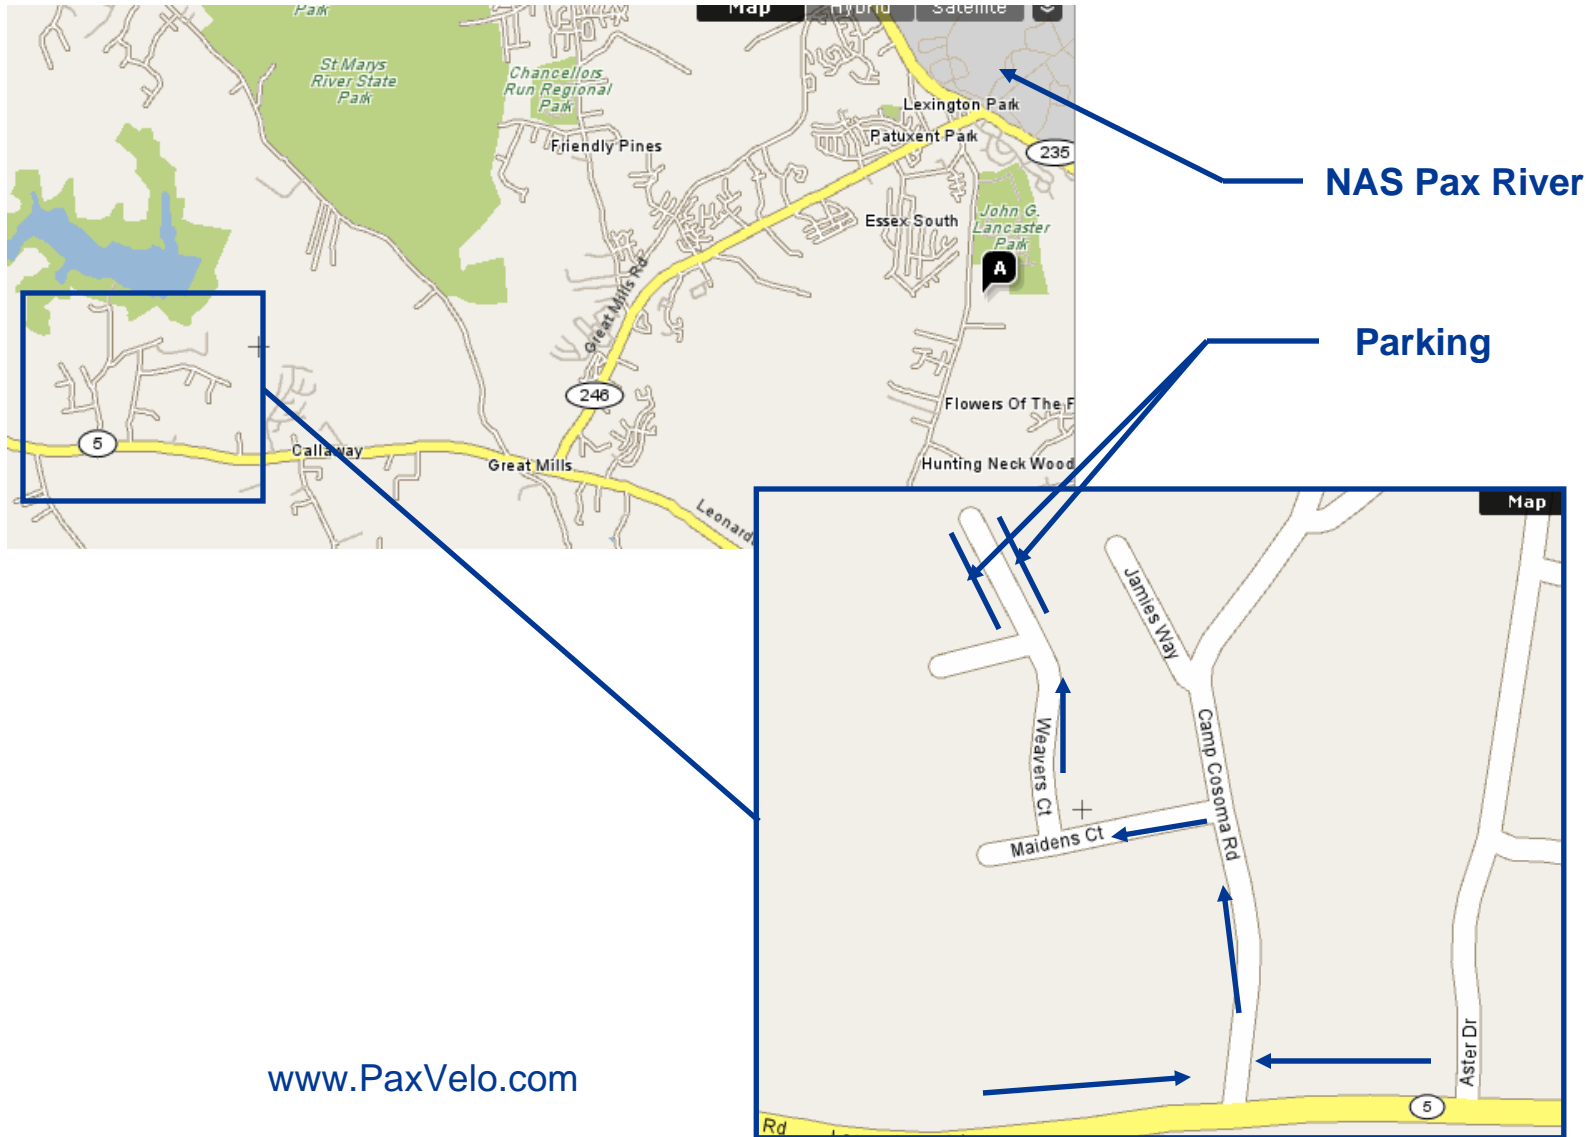 Park
Map
Hybrid
Satellite
St Marys
River State
Park
Chancellors
Run Regional
Park
Lexington Park
Patuxent Park
Friendly Pines
235
NAS Pax River
Essex South
John G.
Lancaster
Park
A
Great Mills Rd
Parking
246
Flowers Of The F
5
Callaway
Great Mills
Hunting Neck Wood
Leonard
Map
Jamies Way
Weavers Ct
Camp Cosoma Rd
Maidens Ct
Aster Dr
www.PaxVelo.com
5
Rd